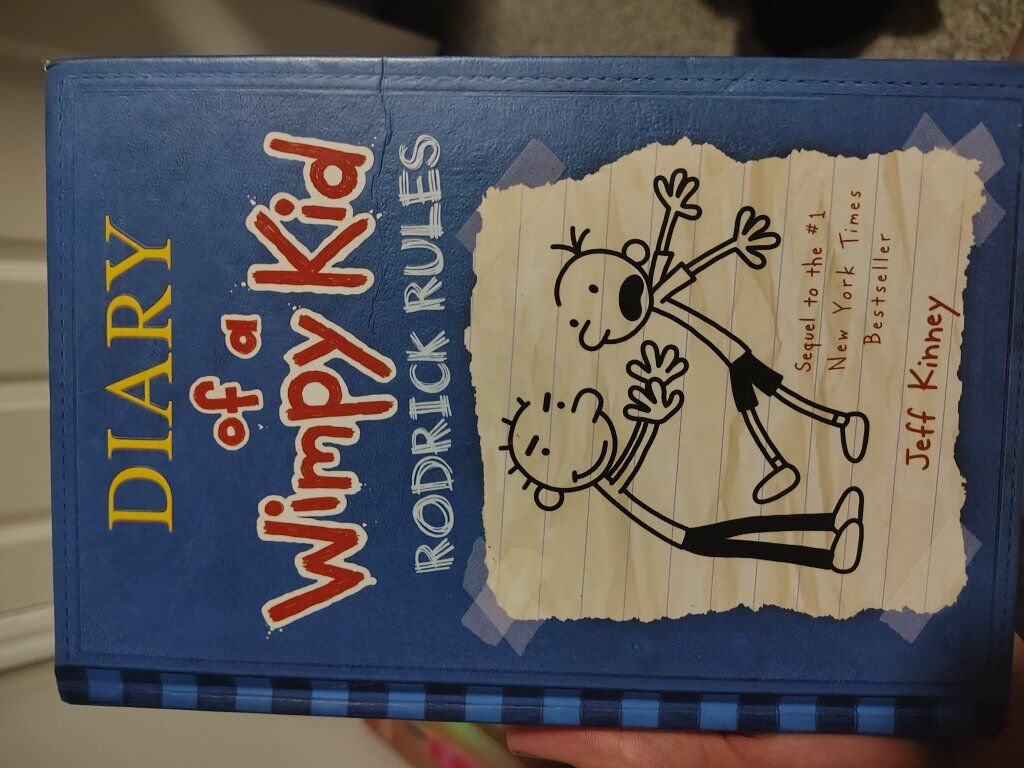 DIARY
of a
Wimpy Kid
RODRICK RULES
Sequel to the #1
New York Times
Bestseller
Jeff Kinney